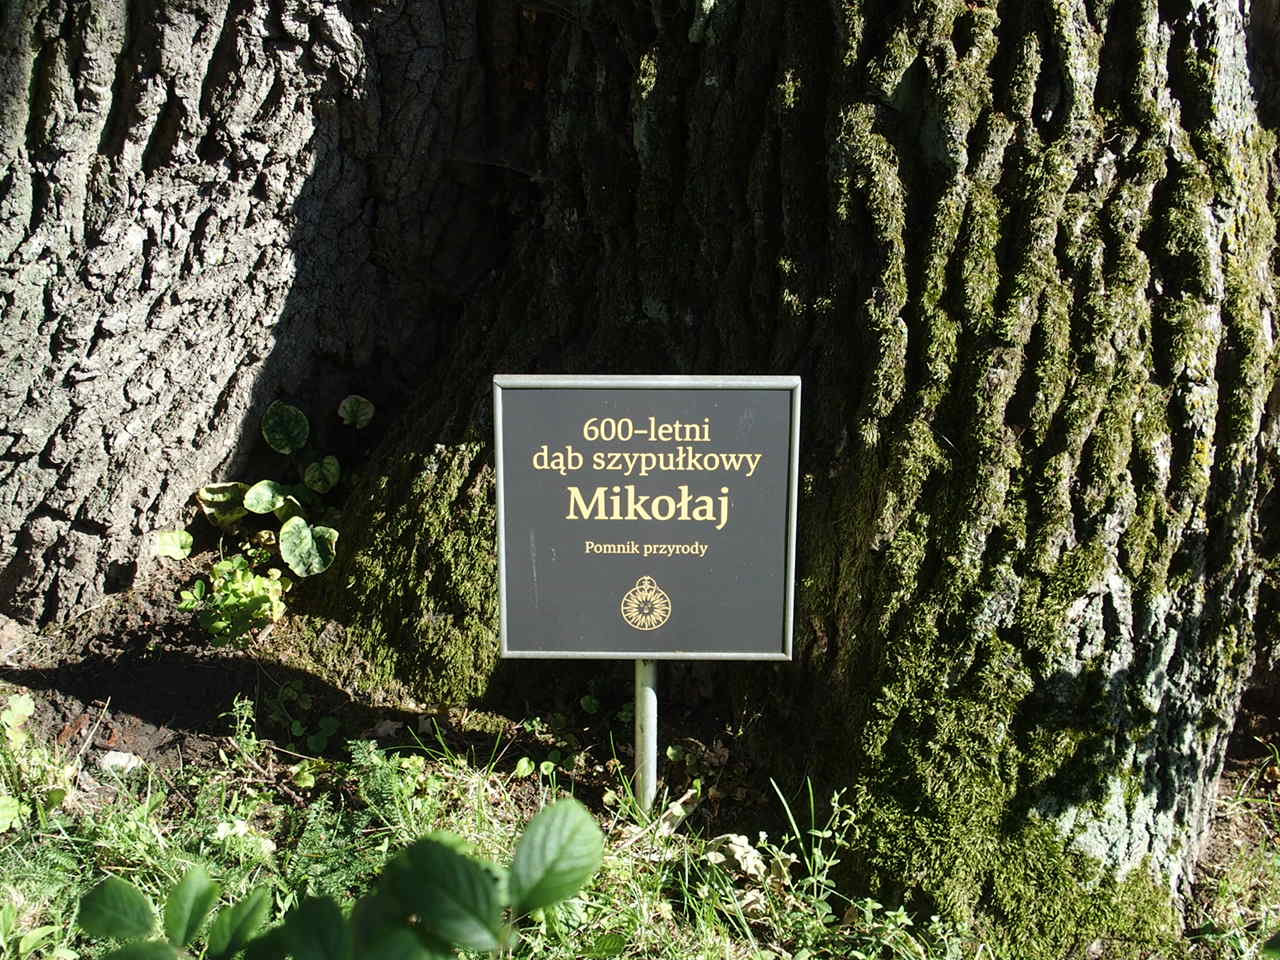 600-letni
dąb szypułkowy
Mikołaj
Pomnik przyrody